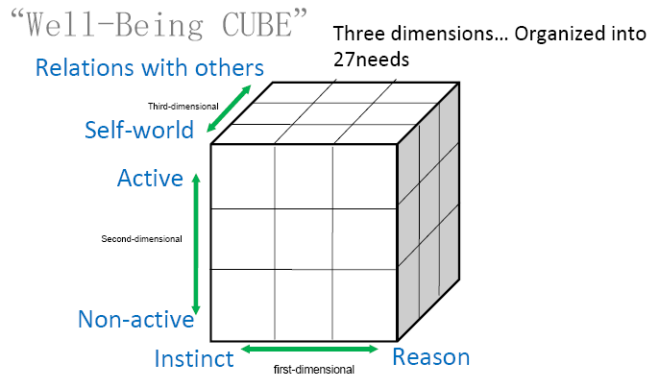 “Well-Being CUBE”
Three dimensions... Organized into
27needs
Relations with others
Third-dimensional
Self-world
Active
Second-dimensional
Non-active
Instinct
first-dimensional
Reason